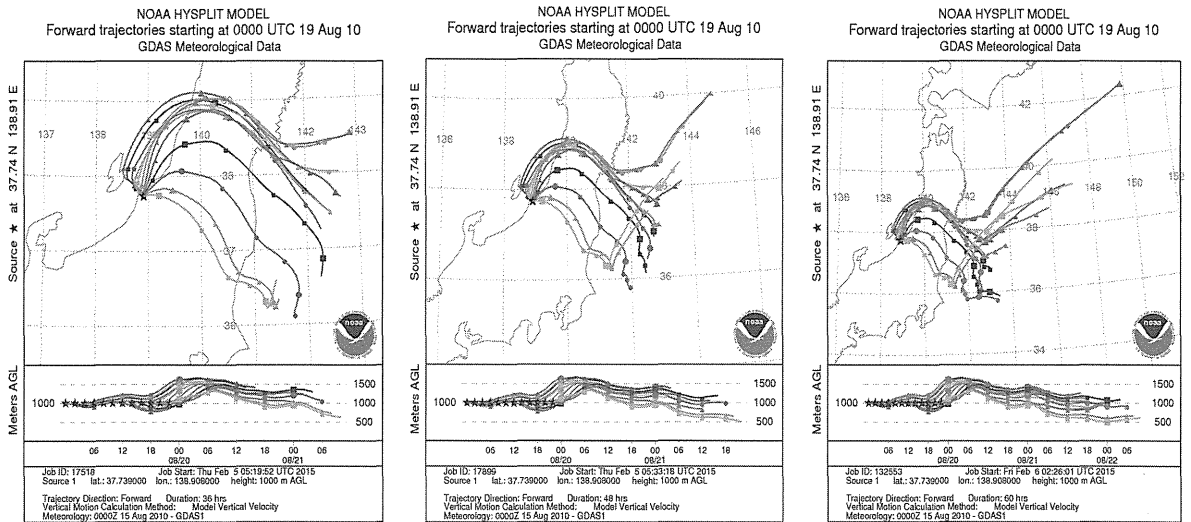 NOAA HYSPLIT MODEL
Forward trajectories starting at 0000 UTC 19 Aug 10
GDAS Meteorological Data
Source ★ at 37.74 N 138.91 E
137
138
140
142
143
37
1500
1000
1000
500
Meters AGL
06 12 18 00 06 12 18 00 06
08/20 08/21
Job ID: 17518 Job Start: Thu Feb 5 05:19:52 UTC 2015
Source 1 lat.: 37.739000 lon.: 138.908000 height: 1000 m AGL
Trajectory Direction: Forward Duration: 36 hrs
Vertical Motion Calculation Method: Model Vertical Velocity
Meteorology: 0000Z 15 Aug 2010 - GDAS1
NOAA HYSPLIT MODEL
Forward trajectories starting at 0000 UTC 19 Aug 10
GDAS Meteorological Data
Source ★ at 37.74 N 138.91 E
40
136
138
142
144
146
36
noaa
1500
1000
1000
500
Meters AGL
06 12 18 00 06 12 18 00 06 12 18
08/20 08/21
Job ID: 17899 Job Start: Thu Feb 5 05:33:18 UTC 2015
Source 1 lat.: 37.739000 lon.: 138.908000 height: 1000 m AGL
Trajectory Direction: Forward Duration: 48 hrs
Vertical Motion Calculation Method: Model Vertical Velocity
Meteorology: 0000Z 15 Aug 2010 - GDAS1
NOAA HYSPLIT MODEL
Forward trajectories starting at 0000 UTC 19 Aug 10
GDAS Meteorological Data
Source ★ at 37.74 N 138.91 E
42
136
138
142
144
148
150
38
36
34
noaa
1500
1000
1000
500
Meters AGL
06 12 18 00 06 12 18 00 06 12 18 00 06
08/20 08/21 08/22
Job ID: 132553 Job Start: Fri Feb 6 02:26:01 UTC 2015
Source 1 lat.: 37.739000 lon.: 138.908000 height: 1000 m AGL
Trajectory Direction: Forward Duration: 60 hrs
Vertical Motion Calculation Method: Model Vertical Velocity
Meteorology: 0000Z 15 Aug 2010 - GDAS1